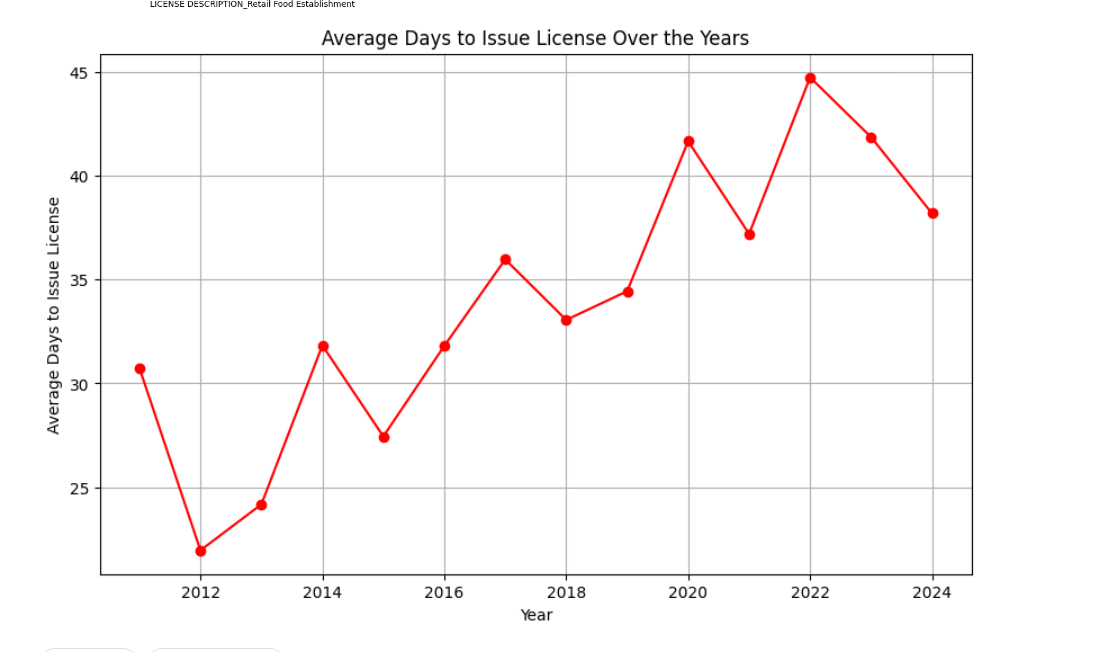 LICENSE DESCRIPTION_Retail Food Establishment
Average Days to Issue License Over the Years
45
40
35
30
25
Average Days to Issue License
2012 2014 2016 2018 2020 2022 2024
Year